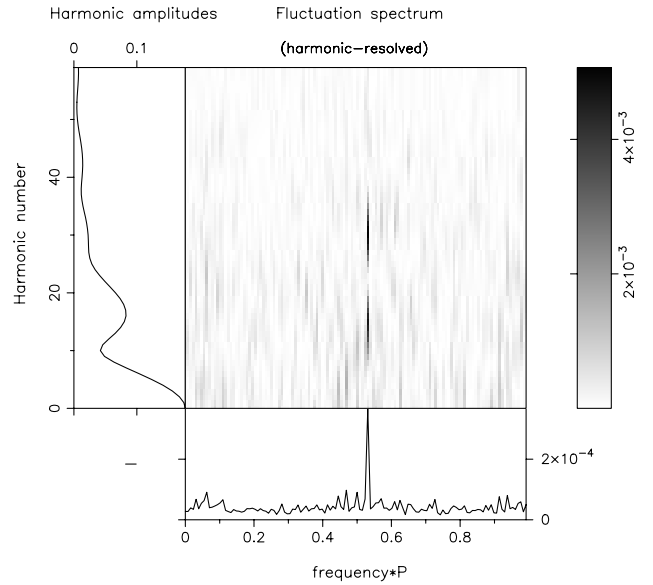 Harmonic amplitudes
Fluctuation spectrum
0 0.1
(harmonic−resolved)
Harmonic number
0 20 40
2×10⁻³ 4×10⁻³
2×10⁻⁴
0
0 0.2 0.4 0.6 0.8
frequency*P